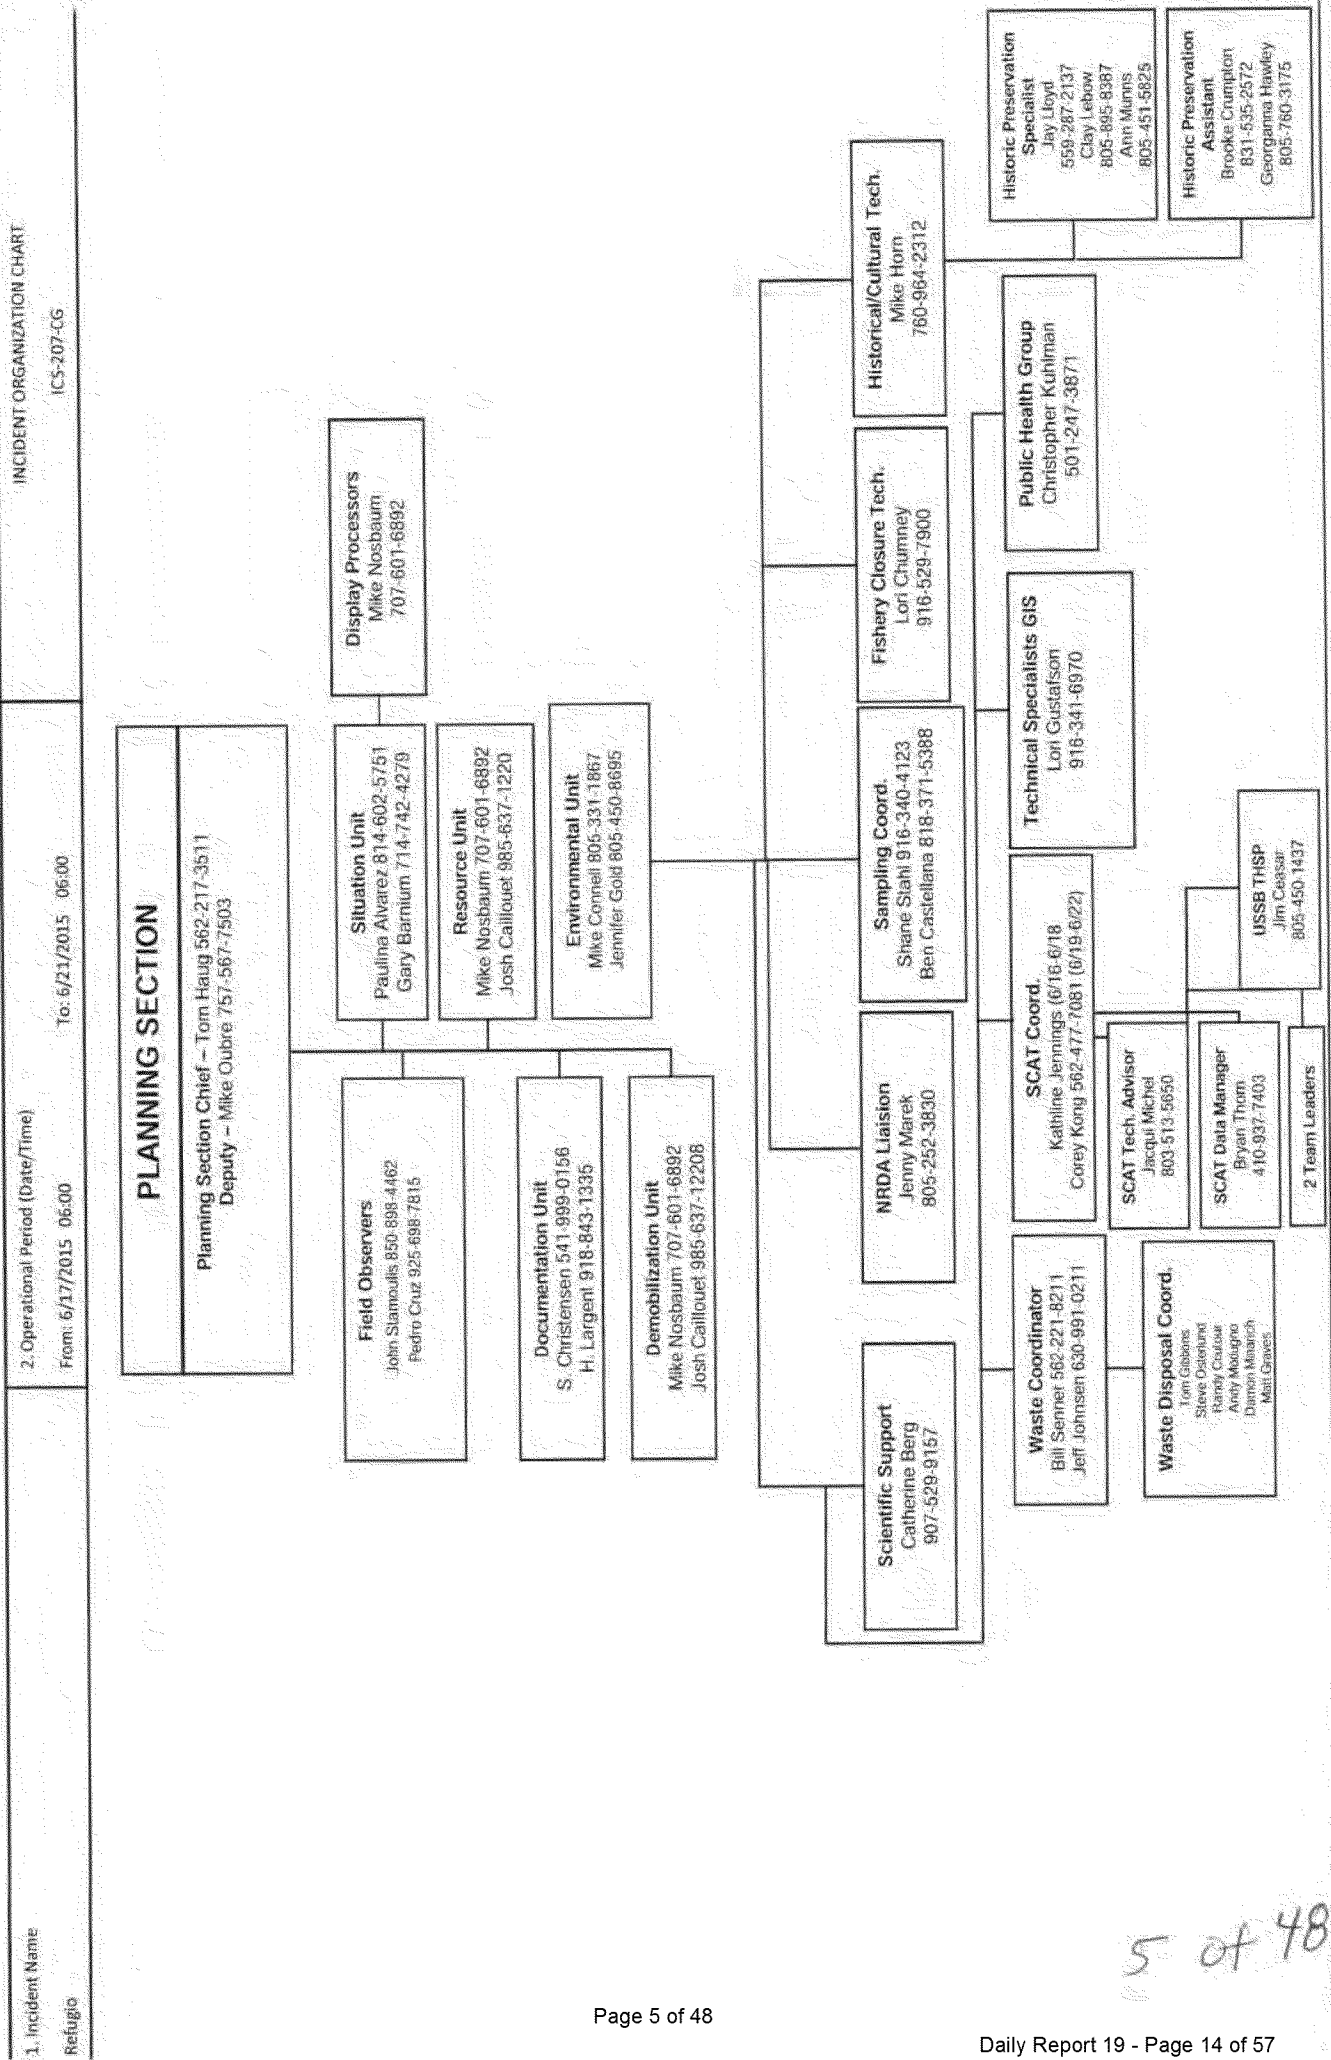 1. Incident Name
Refugio
2. Operational Period (Date/Time)
From: 6/17/2015 06:00 To: 6/21/2015 06:00
INCIDENT ORGANIZATION CHART
ICS-207-CG
PLANNING SECTION
Planning Section Chief – Tom Haug 562-217-3511
Deputy – Mike Oubre 757-567-7503
Field Observers
John Slamoulis 850-898-4462
Pedro Cruz 925-698-7815
Situation Unit
Paulina Alvarez 814-602-5751
Gary Barnium 714-742-4279
Display Processors
Mike Nosbaum
707-601-6892
Resource Unit
Mike Nosbaum 707-601-6892
Josh Caillouet 985-637-1220
Documentation Unit
S. Christensen 541-999-0156
H. Largent 918-843-1335
Environmental Unit
Mike Connell 805-331-1867
Jennifer Gold 805-450-8695
Demobilization Unit
Mike Nosbaum 707-601-6892
Josh Caillouet 985-637-12208
Scientific Support
Catherine Berg
907-529-9157
NRDA Liaision
Jenny Marek
805-252-3830
Sampling Coord.
Shane Stahl 916-340-4123
Ben Castellana 818-371-5388
Fishery Closure Tech.
Lori Chumney
916-529-7900
Historical/Cultural Tech.
Mike Horn
760-964-2312
Historic Preservation
Specialist
Jay Lloyd
559-287-2137
Clay Lebow
805-895-8387
Ann Munns
805-451-5825
Historic Preservation
Assistant
Brooke Crumpton
831-535-2572
Georganna Hawley
805-760-3175
Waste Coordinator
Bill Senner 562-221-8211
Jeff Johnsen 630-991-0211
SCAT Coord.
Kathline Jennings (6/16-6/18
Corey Kong 562-477-7081 (6/19-6/22)
Technical Specialists GIS
Lori Gustafson
916-341-6970
Public Health Group
Christopher Kuhlman
501-247-3871
Waste Disposal Coord.
Tom Gibbons
Steve Osterlund
Randy Coulson
Andy Modugno
Damon Minarich
Matt Graves
SCAT Tech. Advisor
Jacqui Michel
803-513-5650
SCAT Data Manager
Bryan Thom
410-937-7403
2 Team Leaders
USSB THSP
Jim Ceasar
805-450-1437
5 of 48
Page 5 of 48
Daily Report 19 - Page 14 of 57